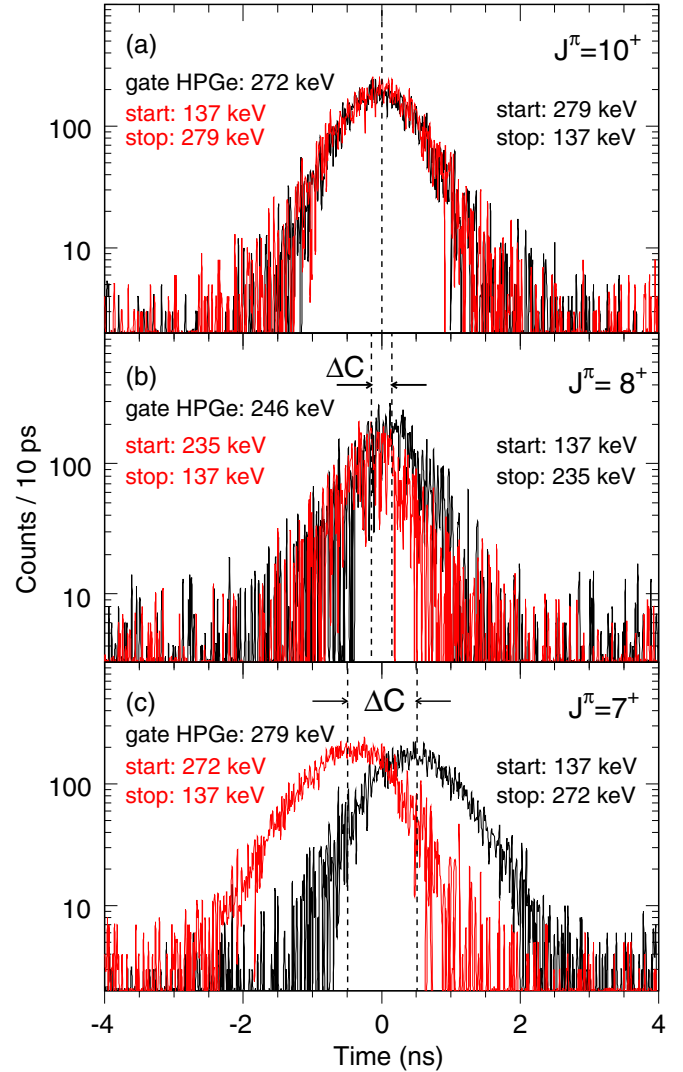 (a)
J^π=10⁺
gate HPGe: 272 keV
start: 137 keV
stop: 279 keV
start: 279 keV
stop: 137 keV
100
10
(b)
ΔC
J^π= 8⁺
gate HPGe: 246 keV
start: 235 keV
stop: 137 keV
start: 137 keV
stop: 235 keV
100
10
Counts / 10 ps
(c)
ΔC
J^π=7⁺
gate HPGe: 279 keV
start: 272 keV
stop: 137 keV
start: 137 keV
stop: 272 keV
100
10
-4 -2 0 2 4
Time (ns)